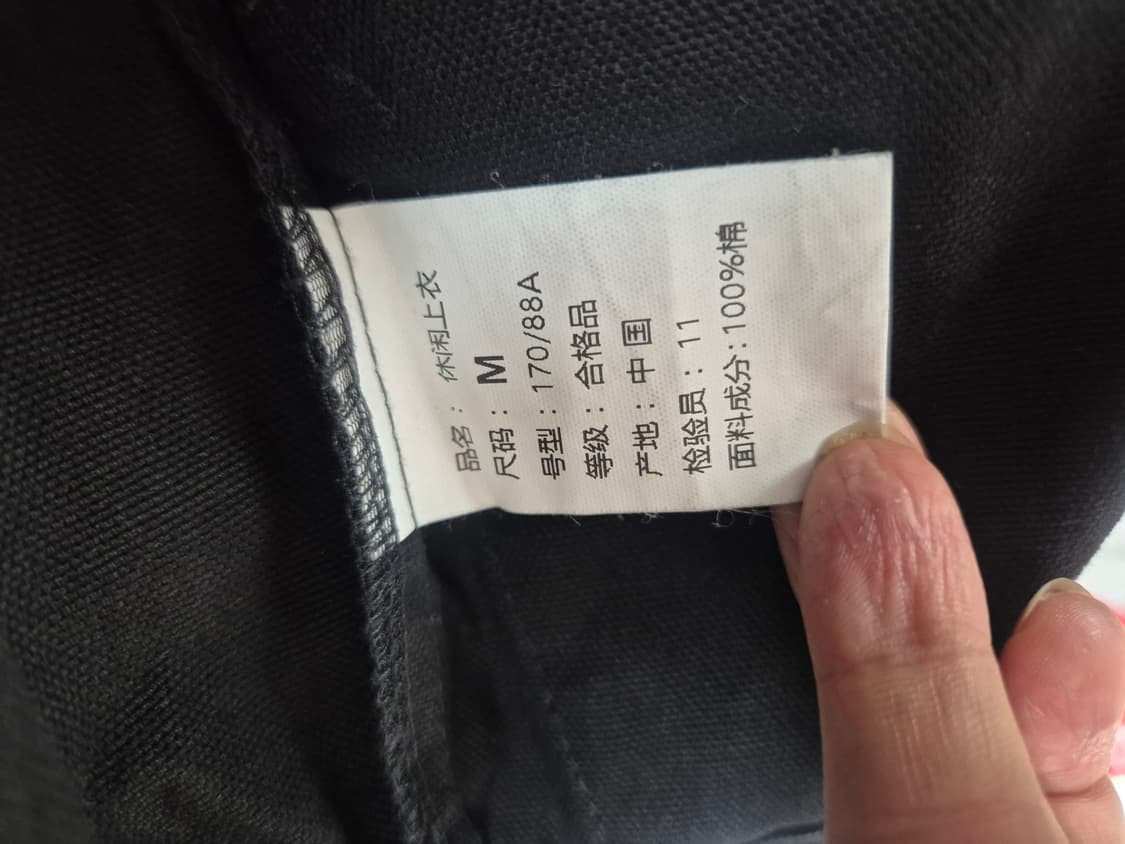 品名：休闲上衣
尺码：M
号型：170/88A
等级：合格品
产地：中国
检验员：11
面料成分：100%棉